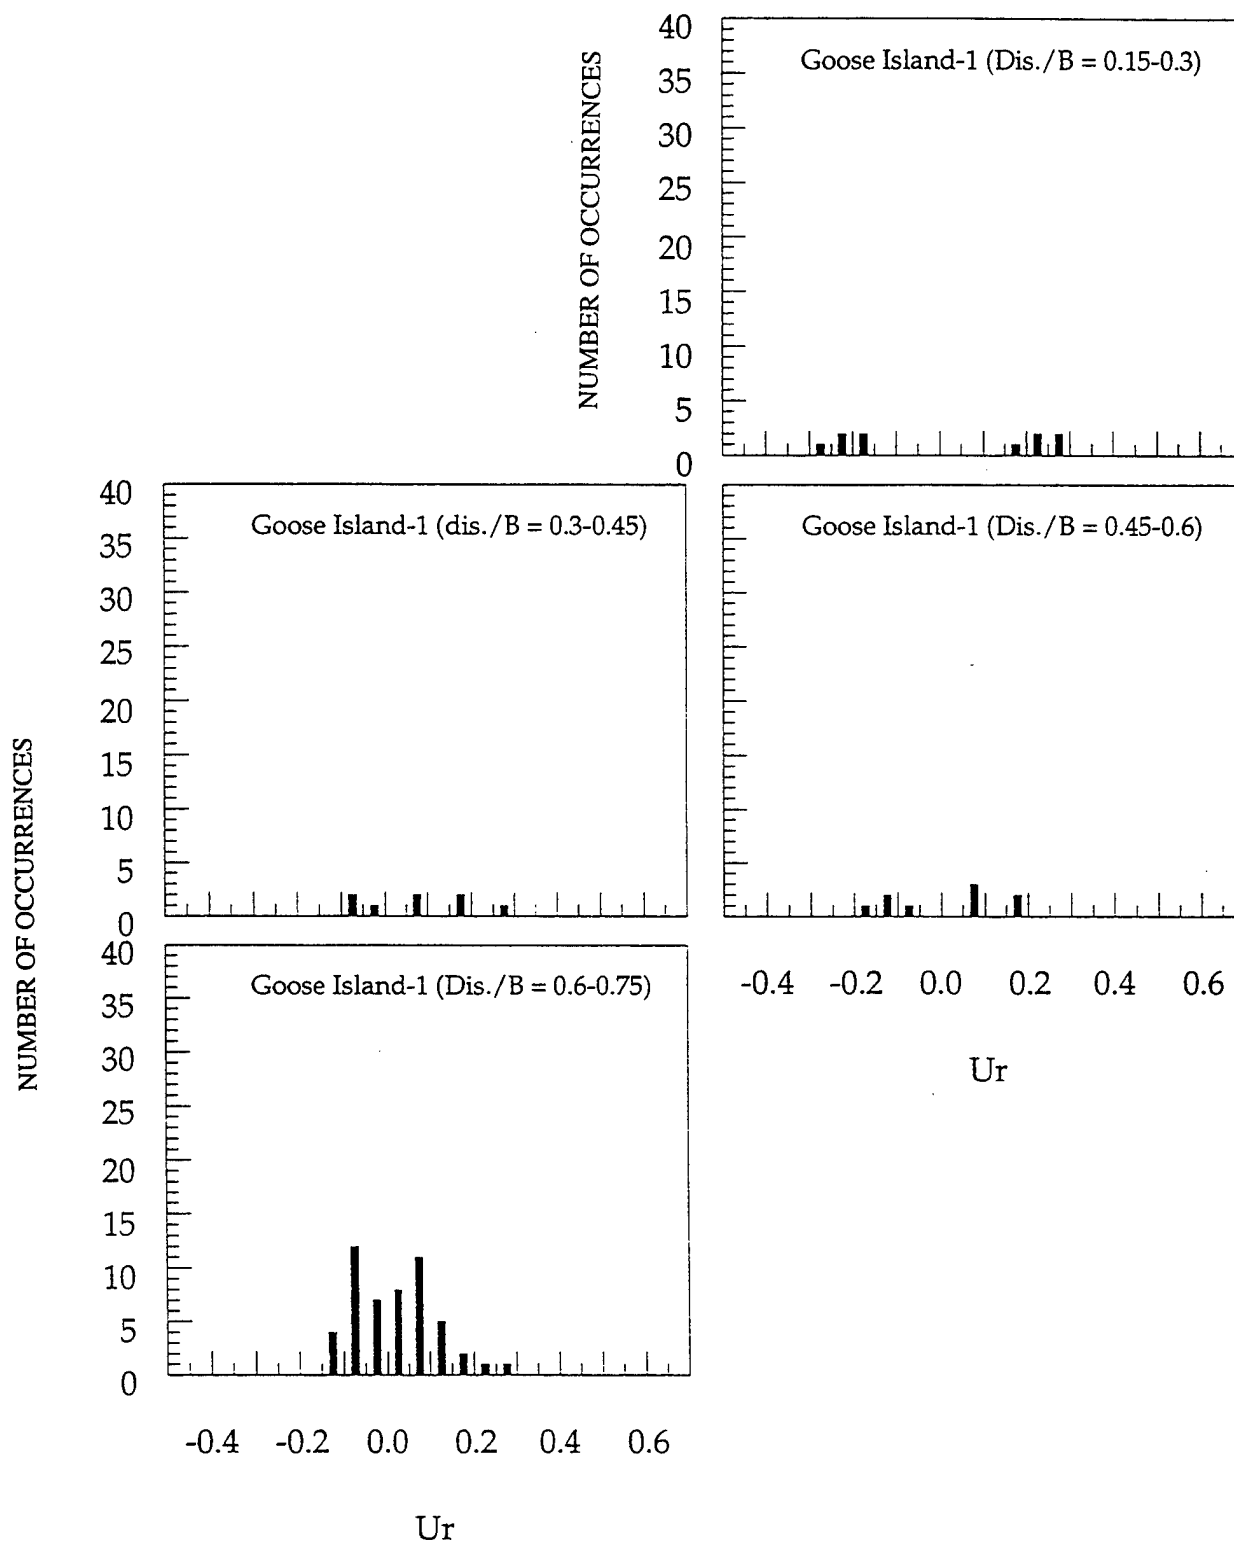 NUMBER OF OCCURRENCES
40
35
30
25
20
15
10
5
0
Goose Island-1 (Dis./B = 0.15-0.3)
NUMBER OF OCCURRENCES
40
35
30
25
20
15
10
5
0
Goose Island-1 (dis./B = 0.3-0.45)
Goose Island-1 (Dis./B = 0.45-0.6)
-0.4 -0.2 0.0 0.2 0.4 0.6
Ur
40
35
30
25
20
15
10
5
0
Goose Island-1 (Dis./B = 0.6-0.75)
-0.4 -0.2 0.0 0.2 0.4 0.6
Ur